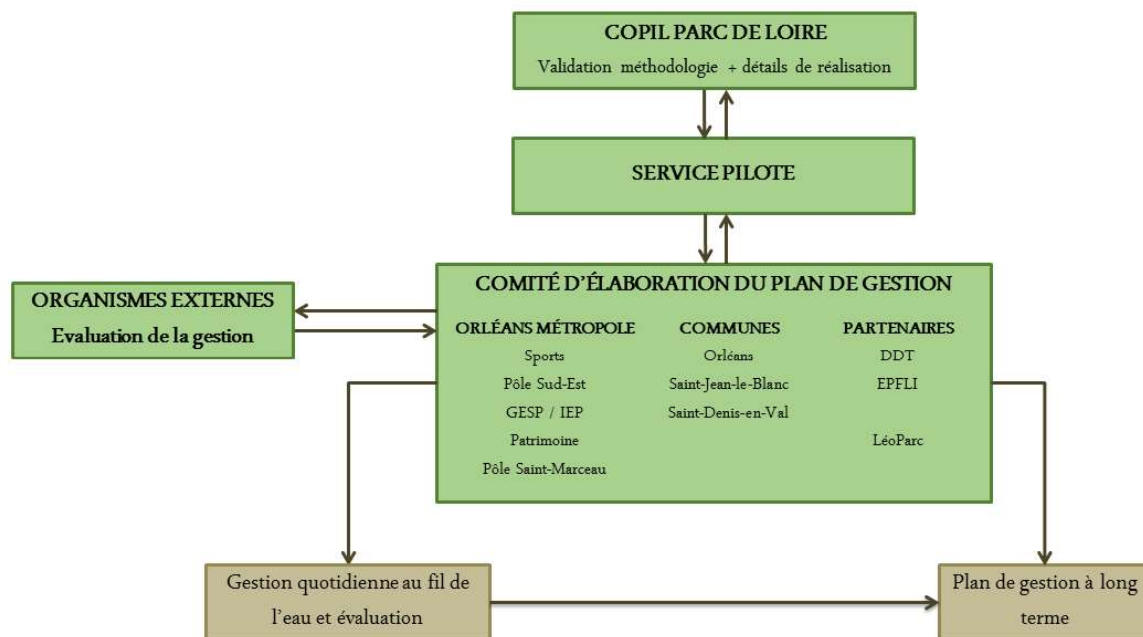 COPIL PARC DE LOIRE
Validation méthodologie + détails de réalisation
SERVICE PILOTE
ORGANISMES EXTERNES
Evaluation de la gestion
COMITÉ D'ÉLABORATION DU PLAN DE GESTION
ORLÉANS MÉTROPOLE
Sports
Pôle Sud-Est
GESP / IEP
Patrimoine
Pôle Saint-Marceau
COMMUNES
Orléans
Saint-Jean-le-Blanc
Saint-Denis-en-Val
PARTENAIRES
DDT
EPFLI
LéoParc
Gestion quotidienne au fil de
l'eau et évaluation
Plan de gestion à long
terme